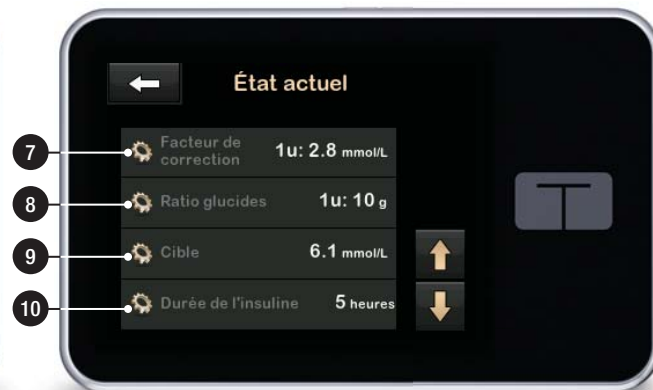 État actuel
7
Facteur de
correction
1u: 2.8 mmol/L
8
Ratio glucides 1u: 10 g
9
Cible 6.1 mmol/L
10
Durée de l'insuline 5 heures